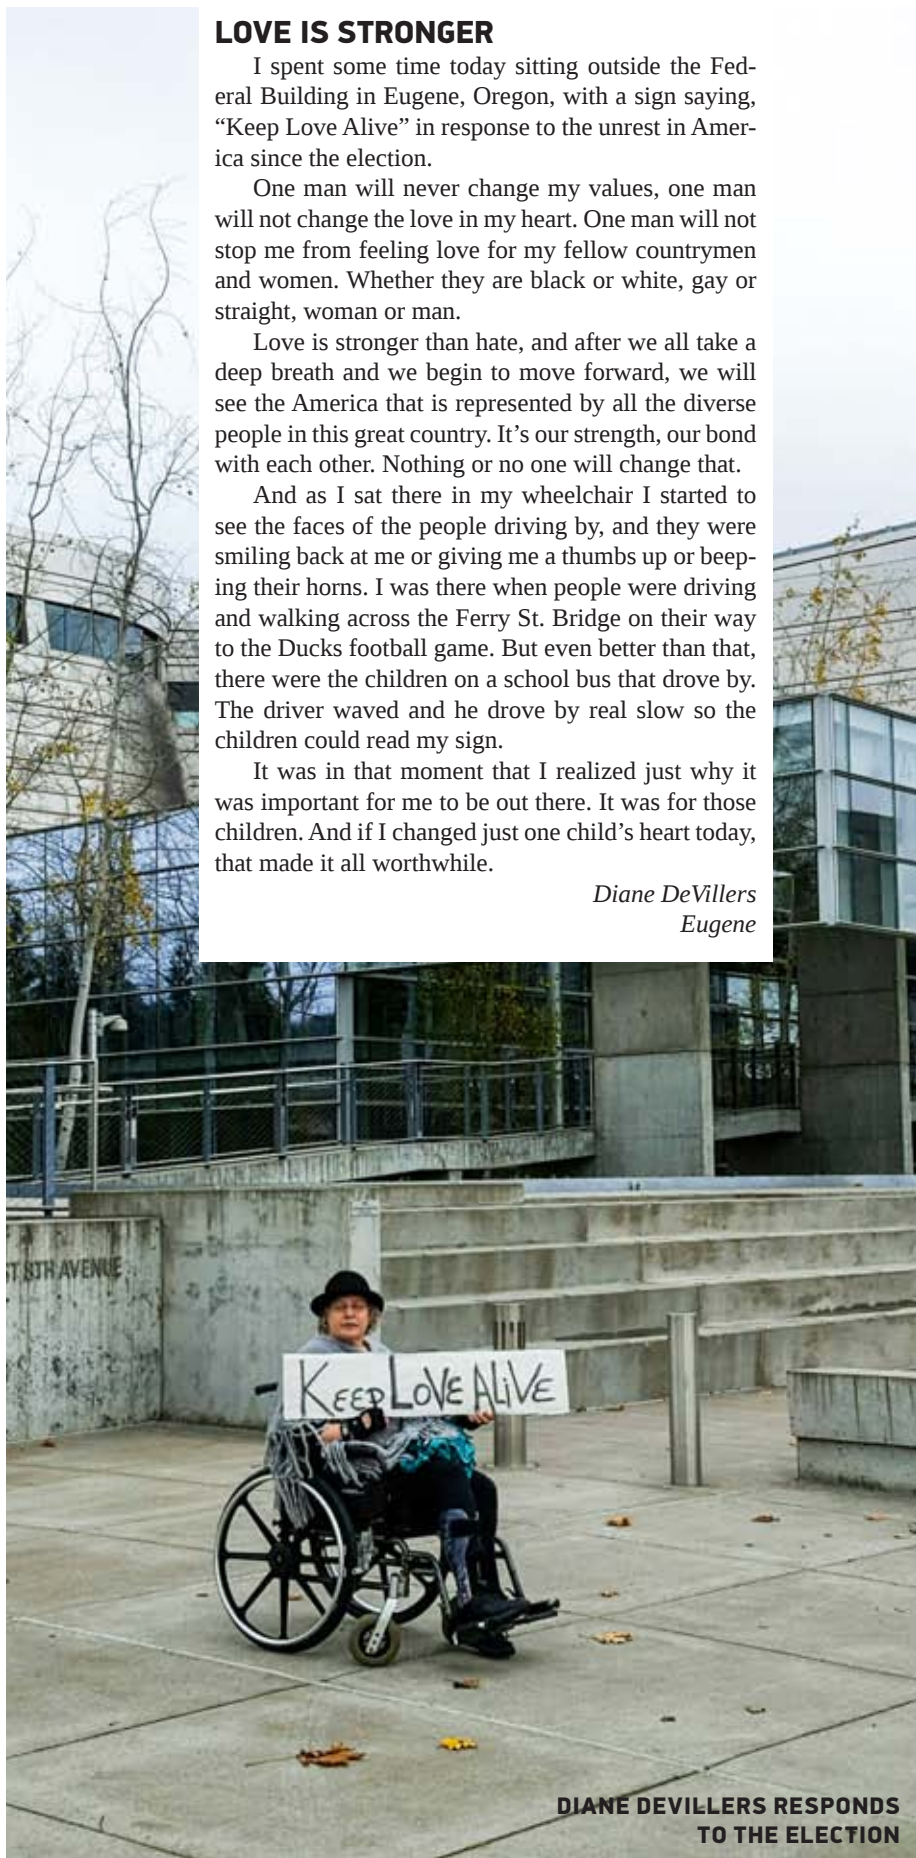 LOVE IS STRONGER
I spent some time today sitting outside the Fed-
eral Building in Eugene, Oregon, with a sign saying,
“Keep Love Alive” in response to the unrest in Amer-
ica since the election.
One man will never change my values, one man
will not change the love in my heart. One man will not
stop me from feeling love for my fellow countrymen
and women. Whether they are black or white, gay or
straight, woman or man.
Love is stronger than hate, and after we all take a
deep breath and we begin to move forward, we will
see the America that is represented by all the diverse
people in this great country. It’s our strength, our bond
with each other. Nothing or no one will change that.
And as I sat there in my wheelchair I started to
see the faces of the people driving by, and they were
smiling back at me or giving me a thumbs up or beep-
ing their horns. I was there when people were driving
and walking across the Ferry St. Bridge on their way
to the Ducks football game. But even better than that,
there were the children on a school bus that drove by.
The driver waved and he drove by real slow so the
children could read my sign.
It was in that moment that I realized just why it
was important for me to be out there. It was for those
children. And if I changed just one child’s heart today,
that made it all worthwhile.
Diane DeVillers
Eugene
T 8TH AVENUE
KEEP LOVE ALiVE
DIANE DEVILLERS RESPONDS
TO THE ELECTION